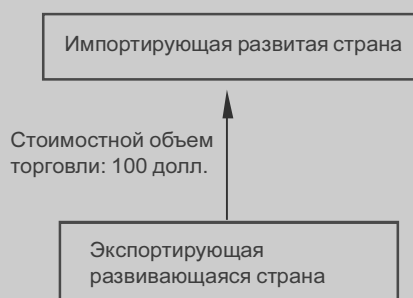 Импортирующая развитая страна
Стоимостной объем
торговли: 100 долл.
Экспортирующая
развивающаяся страна